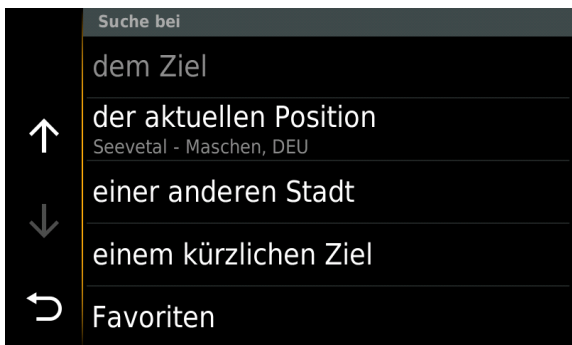 Suche bei
dem Ziel
der aktuellen Position
Seevetal - Maschen, DEU
einer anderen Stadt
einem kürzlichen Ziel
Favoriten